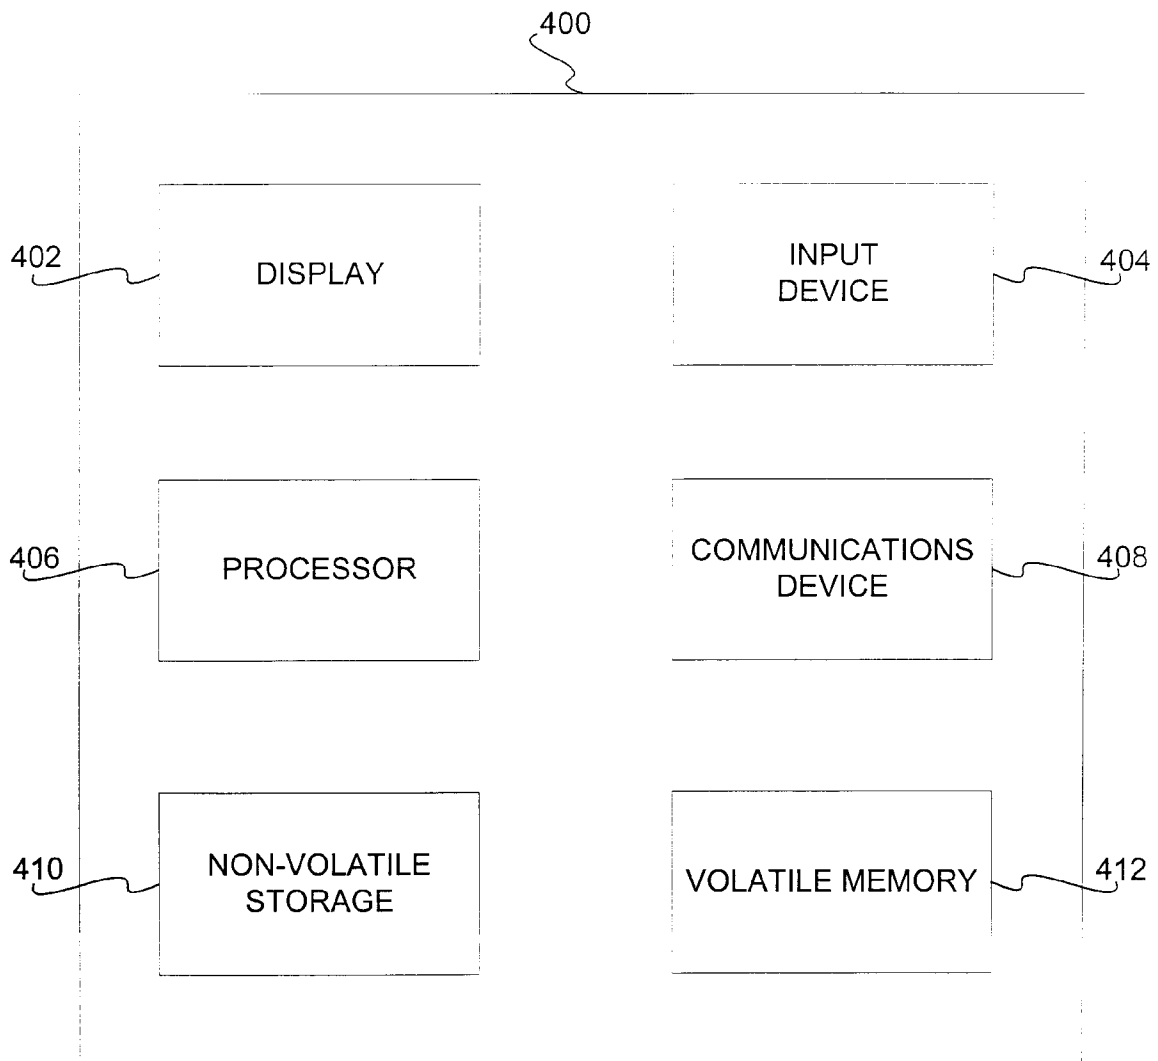 400
402
DISPLAY
INPUT
DEVICE
404
406
PROCESSOR
COMMUNICATIONS
DEVICE
408
410
NON-VOLATILE
STORAGE
VOLATILE MEMORY
412